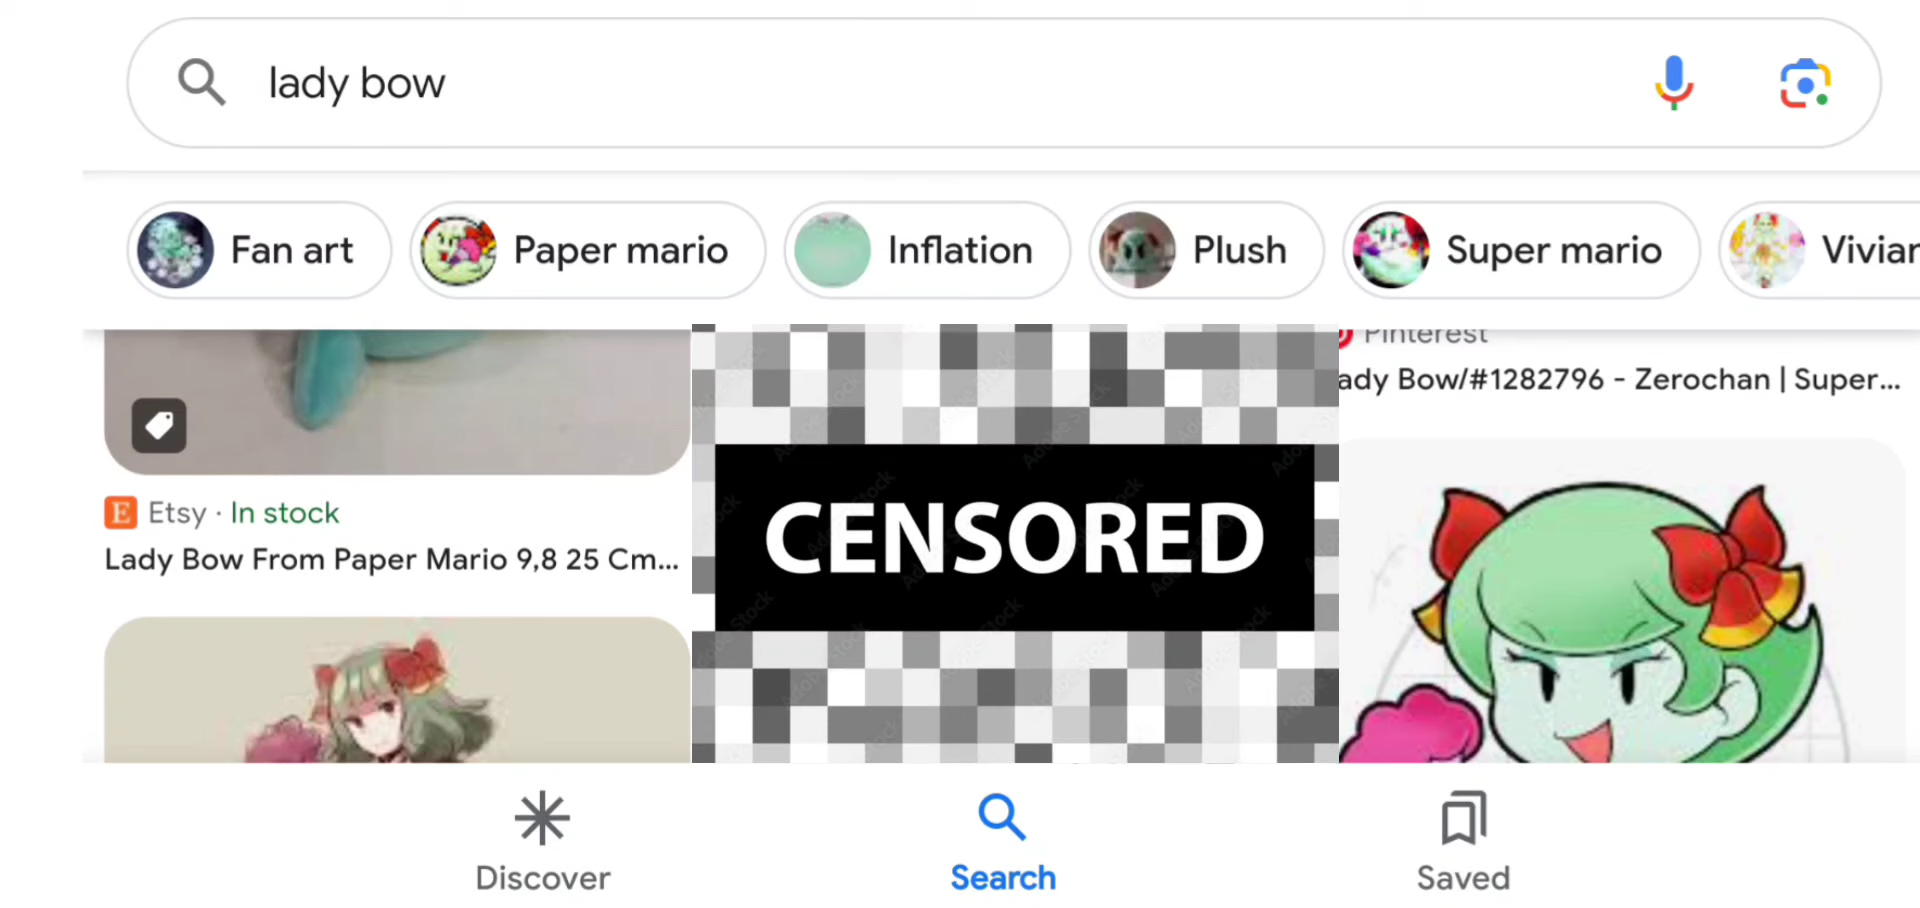 lady bow
Fan art
Paper mario
Inflation
Plush
Super mario
Vivian
Pinterest
ady Bow/#1282796 - Zerochan | Super...
CENSORED
Etsy · In stock
Lady Bow From Paper Mario 9,8 25 Cm...
Discover
Search
Saved